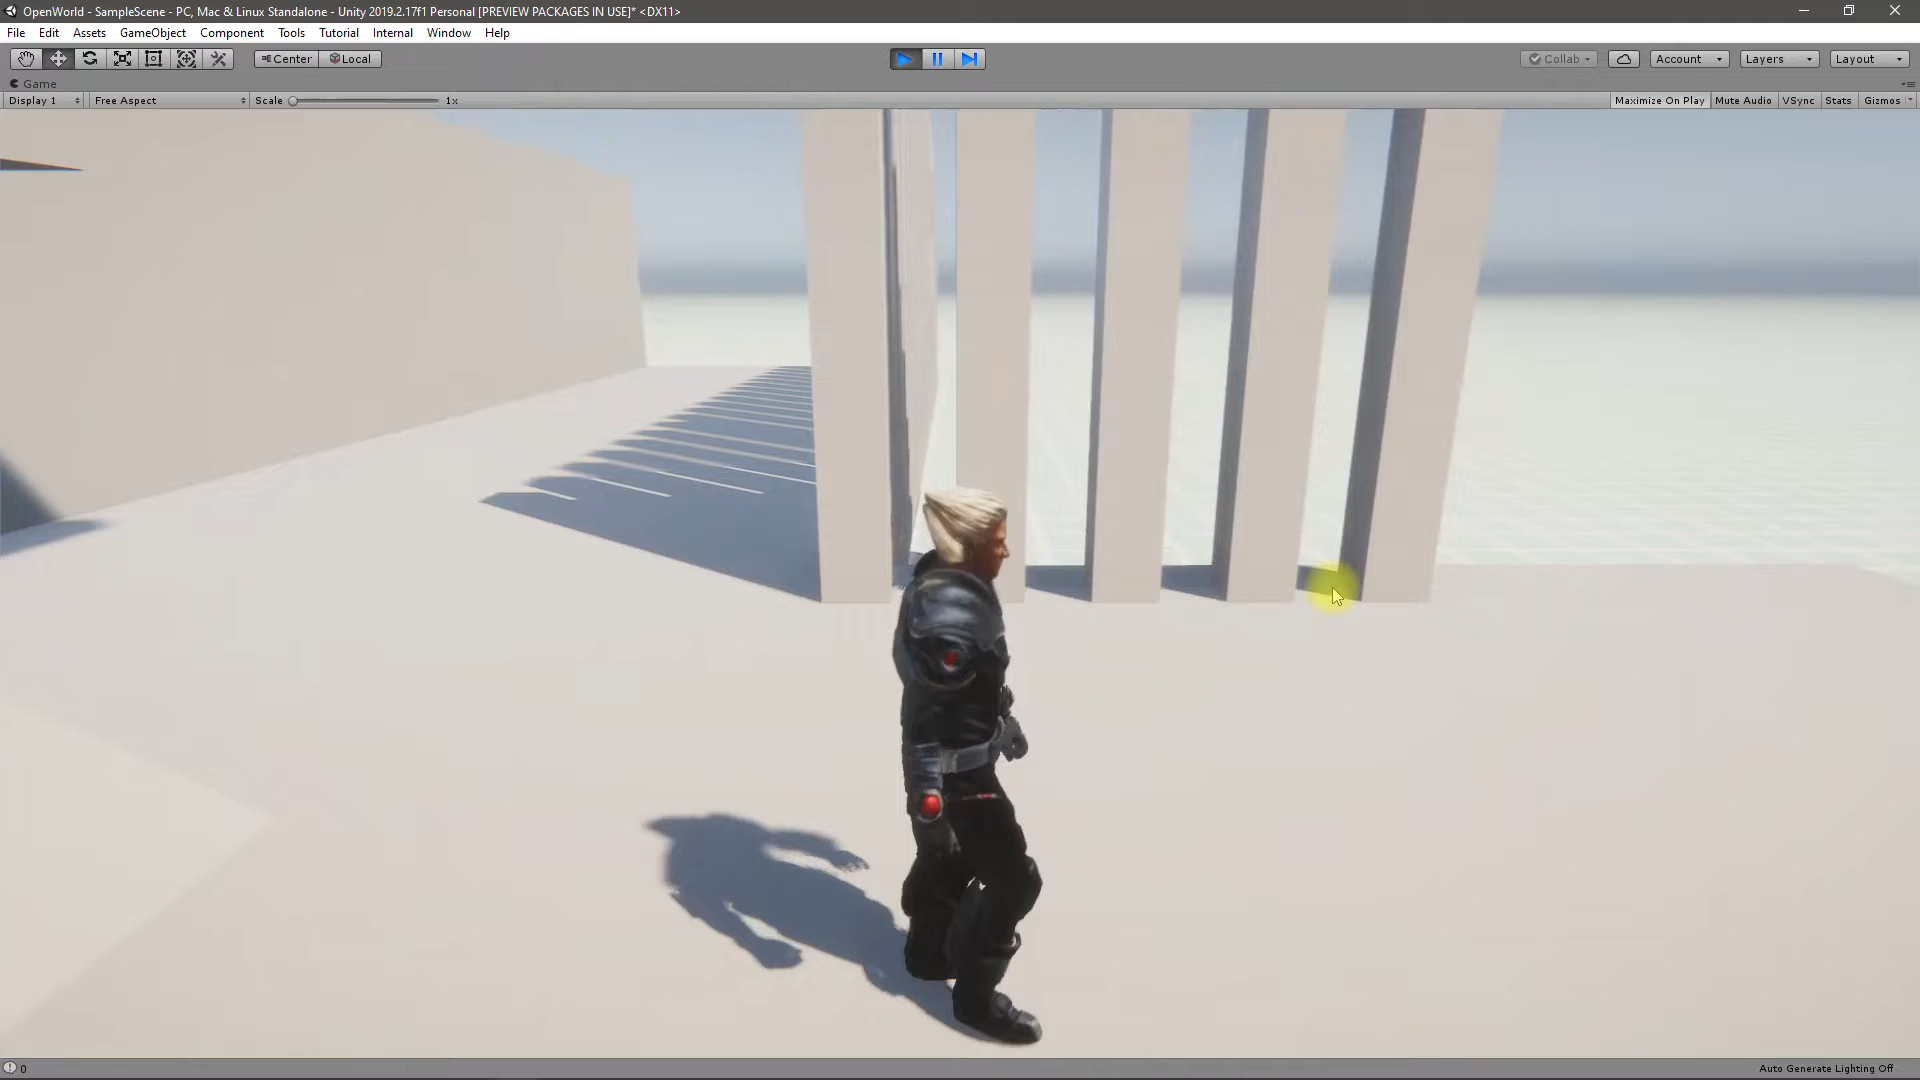 OpenWorld - SampleScene - PC, Mac & Linux Standalone - Unity 2019.2.17f1 Personal [PREVIEW PACKAGES IN USE]* <DX11>
File Edit Assets GameObject Component Tools Tutorial Internal Window Help
Center Local Collab Account Layers Layout
Game
Display 1 Free Aspect Scale 1x Maximize On Play Mute Audio VSync Stats Gizmos
0 Auto Generate Lighting Off